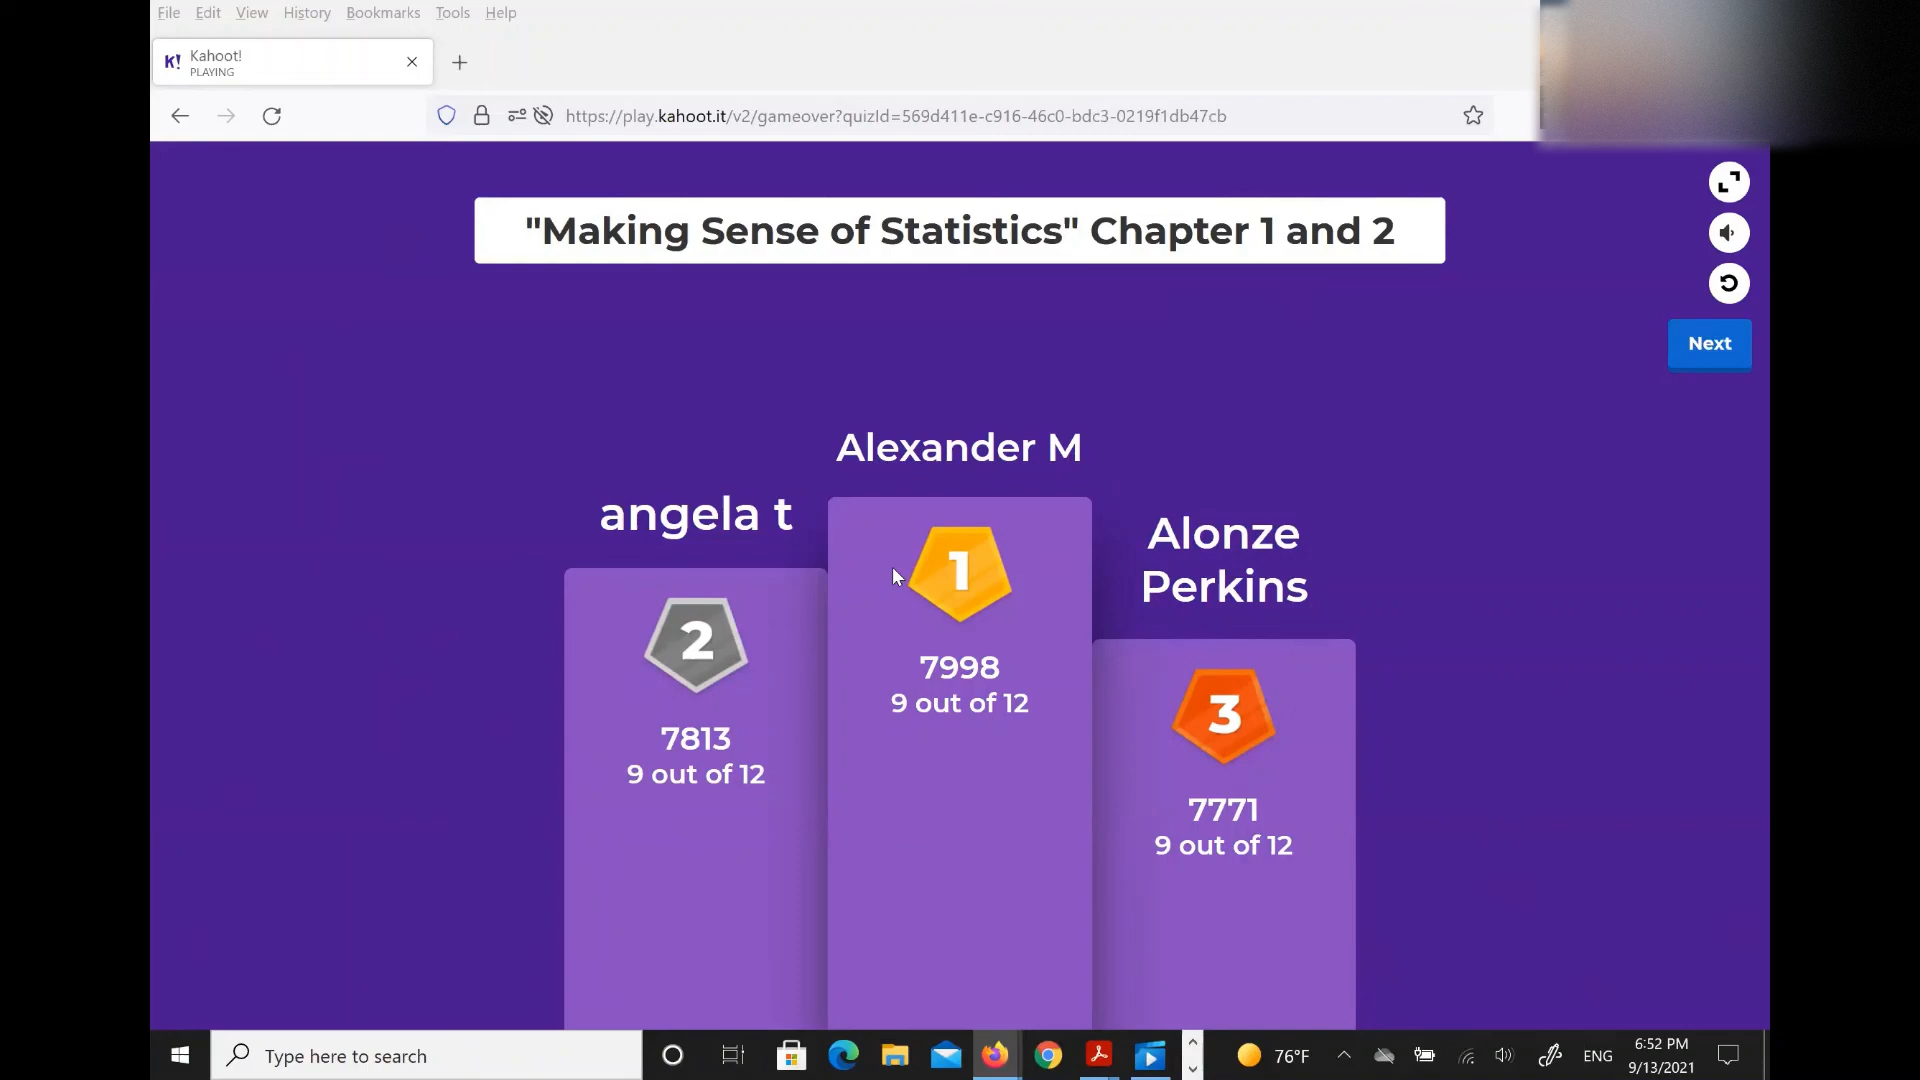 File Edit View History Bookmarks Tools Help
K! Kahoot!
PLAYING
https://play.kahoot.it/v2/gameover?quizId=569d411e-c916-46c0-bdc3-0219f1db47cb
"Making Sense of Statistics" Chapter 1 and 2
Next
Alexander M
angela t
Alonze
Perkins
1
2
3
7998
9 out of 12
7813
9 out of 12
7771
9 out of 12
Type here to search
76°F
ENG
6:52 PM
9/13/2021